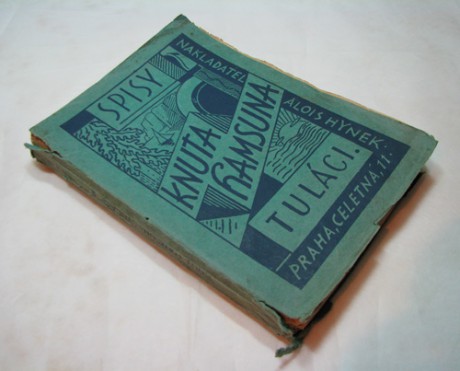 SPISY
NAKLADATEL
KNUTA
HAMSUNA
ALOIS HYNEK
TULÁCI.
PRAHA, CELETNÁ, 11.